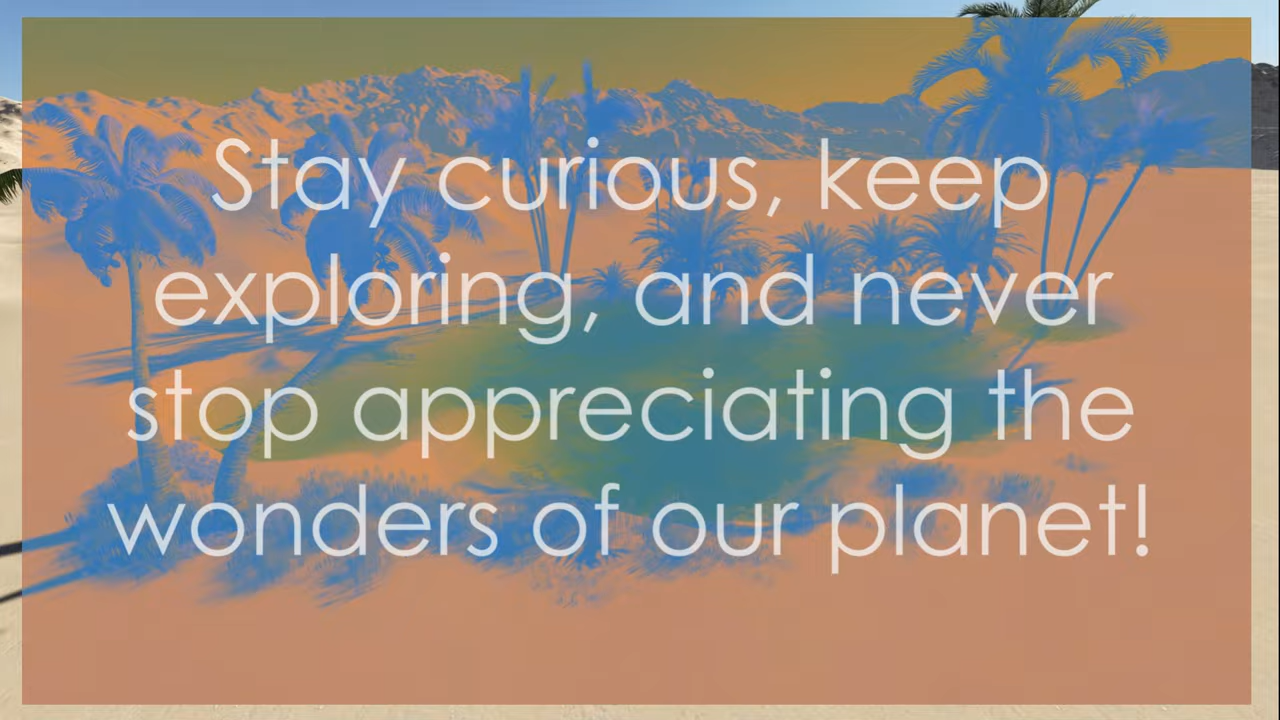 Stay curious, keep
exploring, and never
stop appreciating the
wonders of our planet!